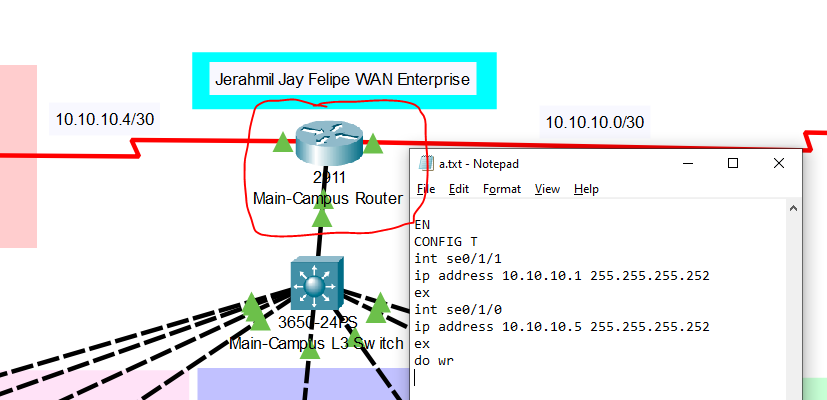 Jerahmil Jay Felipe WAN Enterprise
10.10.10.4/30
10.10.10.0/30
2911
Main-Campus Router
3650-24PS
Main-Campus L3 Switch
a.txt - Notepad
File Edit Format View Help
EN
CONFIG T
int se0/1/1
ip address 10.10.10.1 255.255.255.252
ex
int se0/1/0
ip address 10.10.10.5 255.255.255.252
ex
do wr